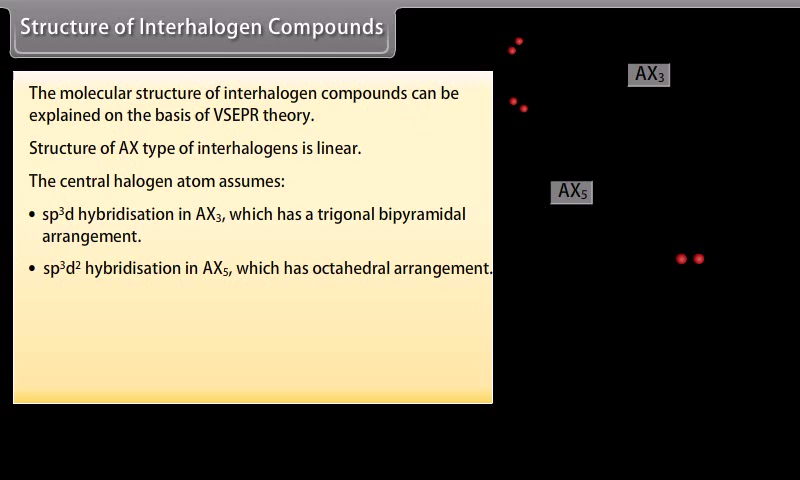 Structure of Interhalogen Compounds
The molecular structure of interhalogen compounds can be
explained on the basis of VSEPR theory.
Structure of AX type of interhalogens is linear.
The central halogen atom assumes:
• sp³d hybridisation in AX₃, which has a trigonal bipyramidal
arrangement.
• sp³d² hybridisation in AX₅, which has octahedral arrangement.
AX₃
AX₅